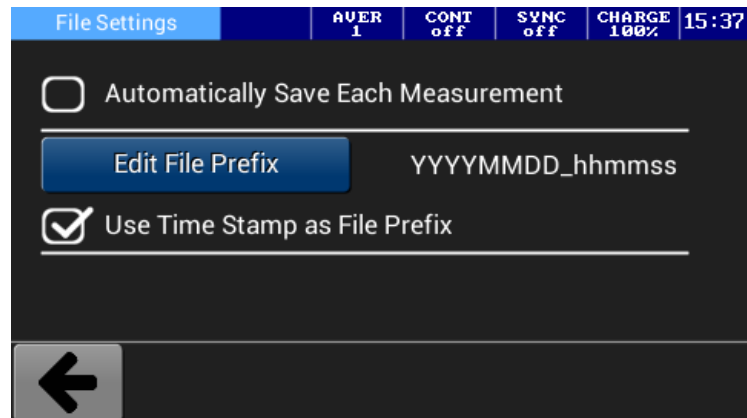 File Settings
AVER
1
CONT
off
SYNC
off
CHARGE
100%
15:37
Automatically Save Each Measurement
Edit File Prefix
YYYYMMDD_hhmmss
Use Time Stamp as File Prefix